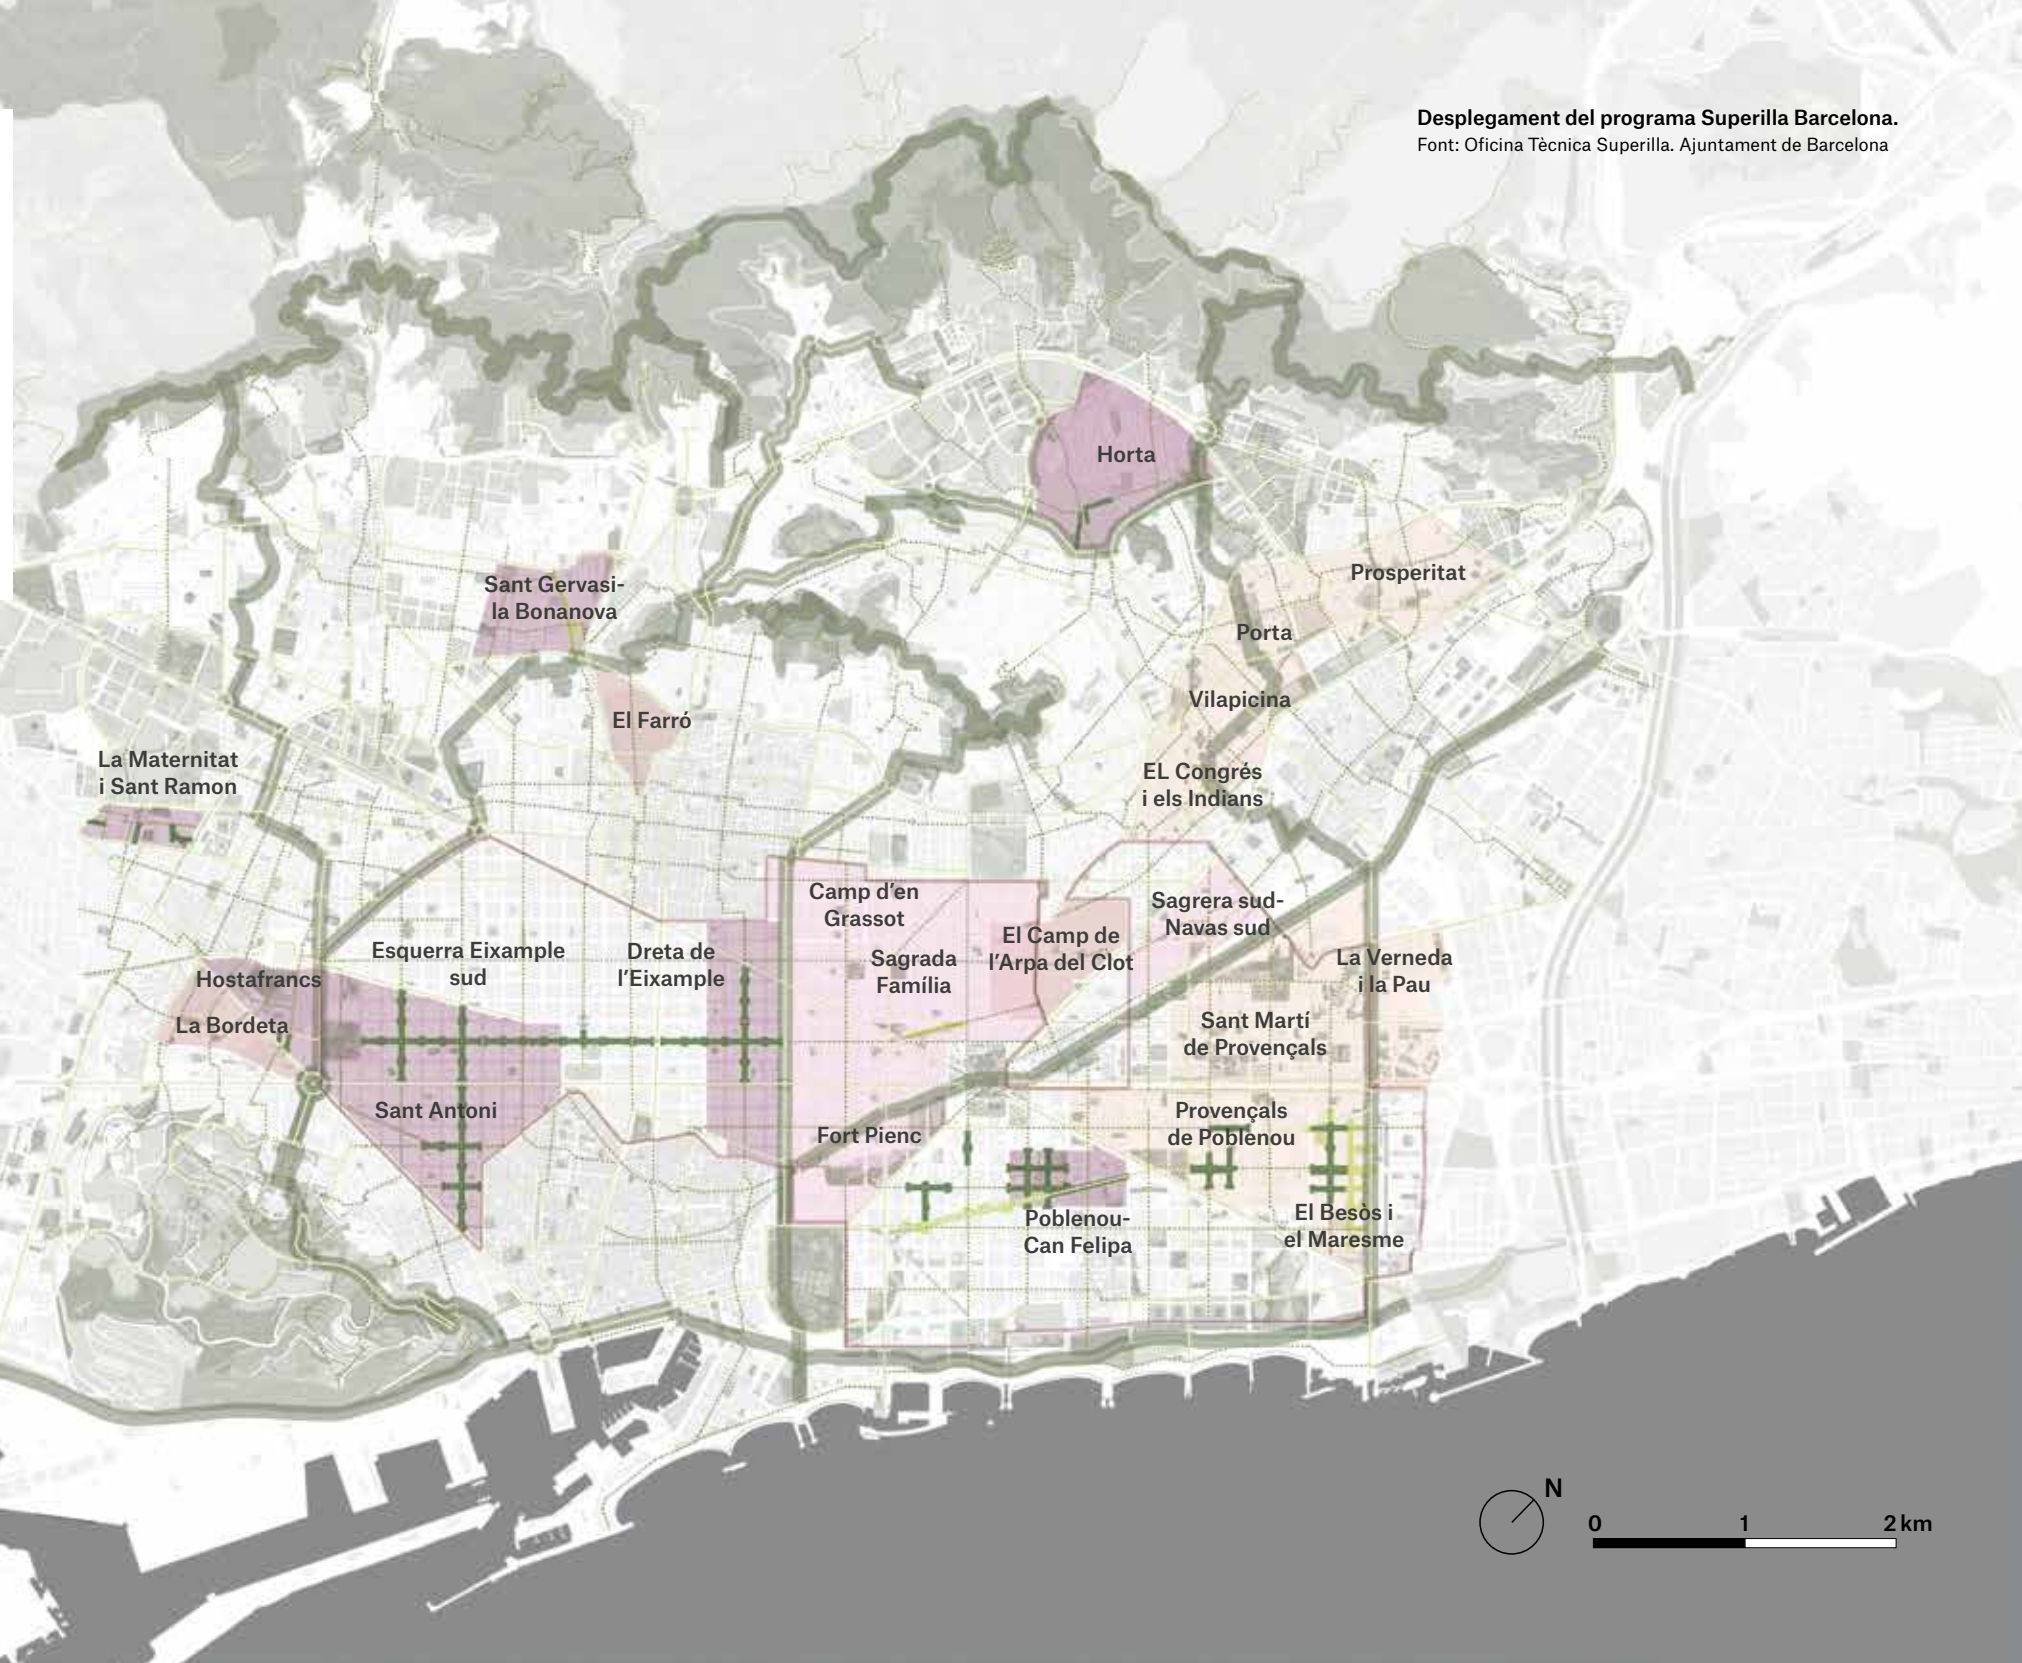 Desplegament del programa Superilla Barcelona.
Font: Oficina Tècnica Superilla. Ajuntament de Barcelona
Horta
Prosperitat
Sant Gervasi-
la Bonanova
Porta
Vilapicina
El Farró
La Maternitat
i Sant Ramon
EL Congrés
i els Indians
Camp d'en
Grassot
Sagrera sud-
Navas sud
Esquerra Eixample
sud
Dreta de
l'Eixample
Sagrada
Família
El Camp de
l'Arpa del Clot
La Verneda
i la Pau
Hostafrancs
La Bordeta
Sant Martí
de Provençals
Sant Antoni
Fort Pienc
Provençals
de Poblenou
Poblenou-
Can Felipa
El Besòs i
el Maresme
N
0 1 2 km